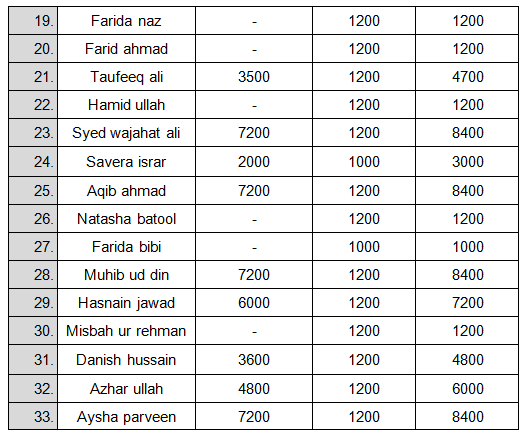 19. Farida naz - 1200 1200
20. Farid ahmad - 1200 1200
21. Taufeeq ali 3500 1200 4700
22. Hamid ullah - 1200 1200
23. Syed wajahat ali 7200 1200 8400
24. Savera israr 2000 1000 3000
25. Aqib ahmad 7200 1200 8400
26. Natasha batool - 1200 1200
27. Farida bibi - 1000 1000
28. Muhib ud din 7200 1200 8400
29. Hasnain jawad 6000 1200 7200
30. Misbah ur rehman - 1200 1200
31. Danish hussain 3600 1200 4800
32. Azhar ullah 4800 1200 6000
33. Aysha parveen 7200 1200 8400